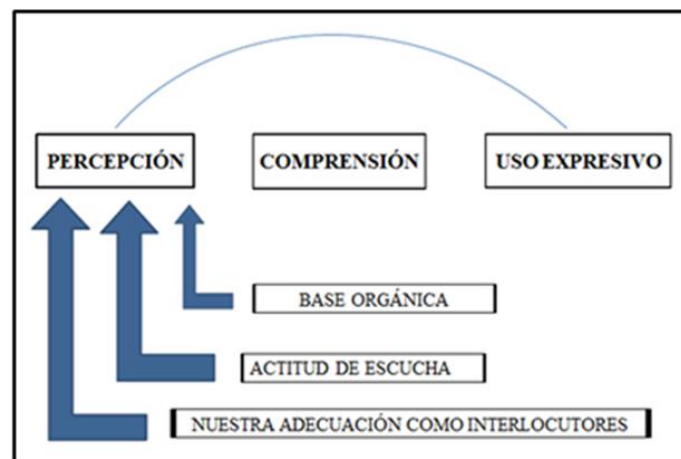 PERCEPCIÓN
COMPRENSIÓN
USO EXPRESIVO
BASE ORGÁNICA
ACTITUD DE ESCUCHA
NUESTRA ADECUACIÓN COMO INTERLOCUTORES